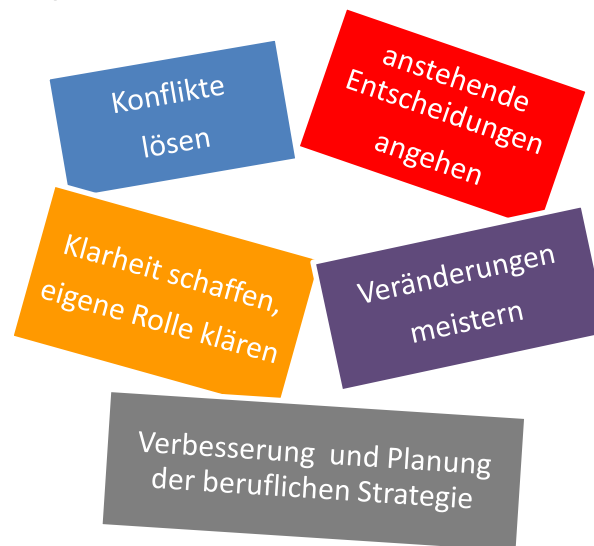 Konflikte
lösen
anstehende
Entscheidungen
angehen
Klarheit schaffen,
eigene Rolle klären
Veränderungen
meistern
Verbesserung und Planung
der beruflichen Strategie